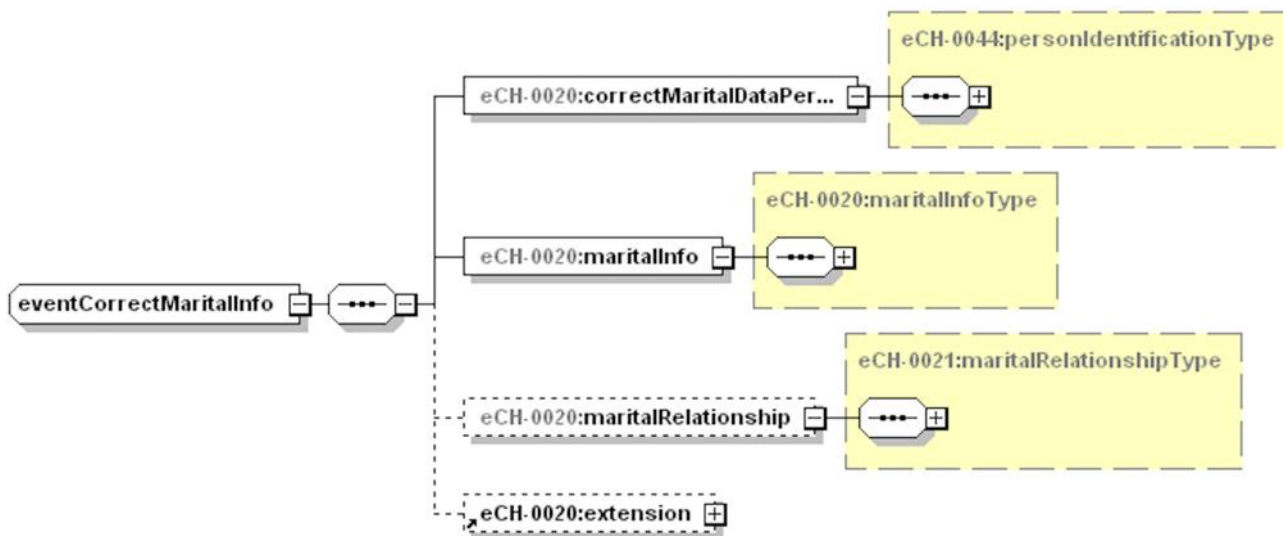 eCH-0044:personIdentificationType
eCH-0020:correctMaritalDataPer...
eCH-0020:maritalInfoType
eCH-0020:maritalInfo
eventCorrectMaritalInfo
eCH-0021:maritalRelationshipType
eCH-0020:maritalRelationship
eCH-0020:extension